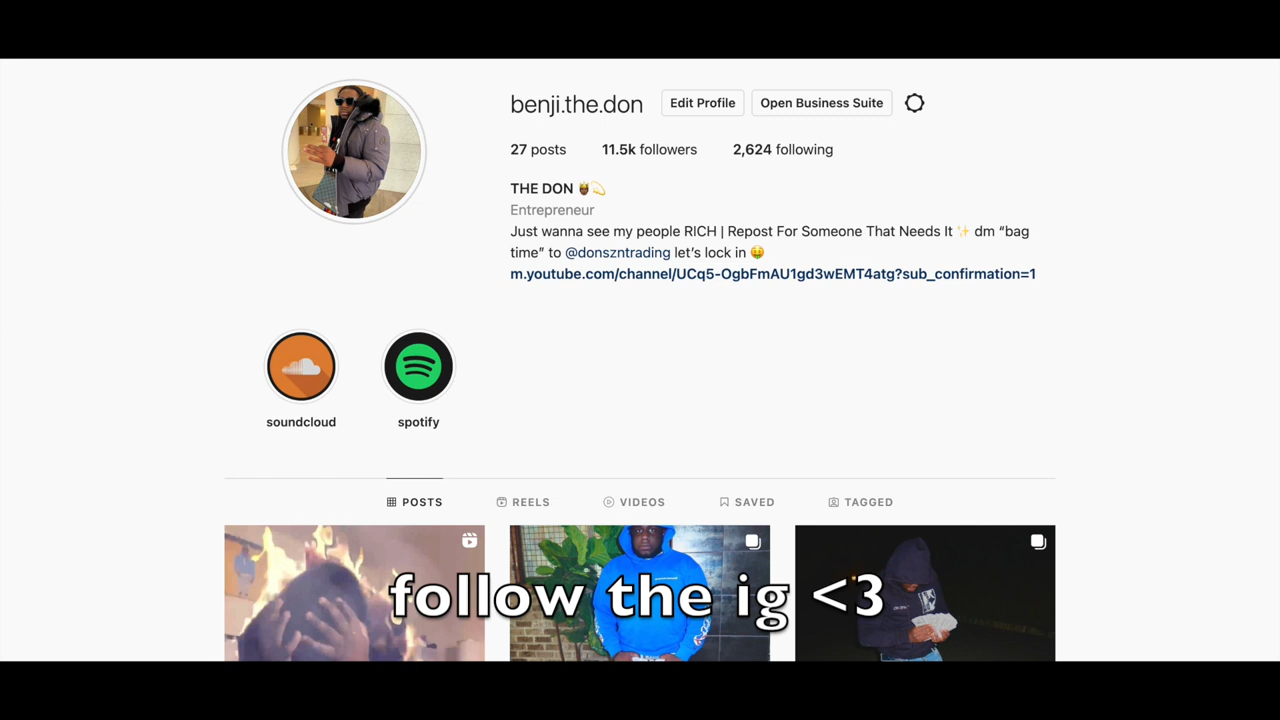 benji.the.don Edit Profile Open Business Suite
27 posts 11.5k followers 2,624 following
THE DON
Entrepreneur
Just wanna see my people RICH | Repost For Someone That Needs It ✨ dm “bag
time” to @donszntrading let’s lock in 🤑
m.youtube.com/channel/UCq5-OgbFmAU1gd3wEMT4atg?sub_confirmation=1
soundcloud spotify
POSTS REELS VIDEOS SAVED TAGGED
follow the ig <3